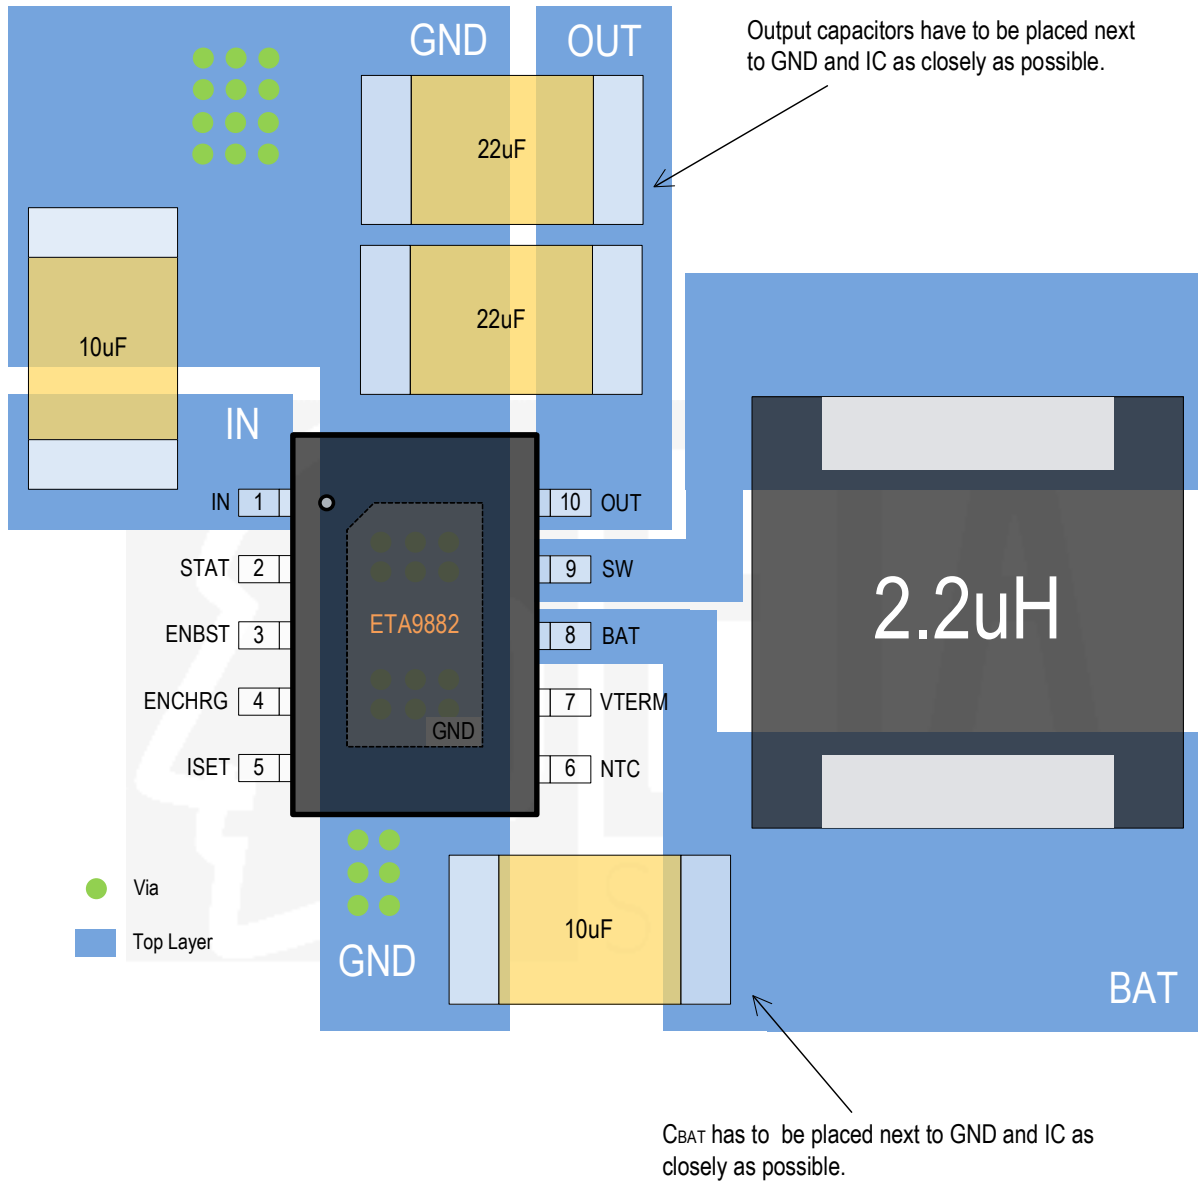 GND
OUT
Output capacitors have to be placed next
to GND and IC as closely as possible.
22uF
22uF
10uF
IN
IN 1
10 OUT
STAT 2
9 SW
ENBST 3
ETA9882
8 BAT
2.2uH
ENCHRG 4
7 VTERM
GND
ISET 5
6 NTC
Via
Top Layer
10uF
GND
BAT
CBAT has to be placed next to GND and IC as
closely as possible.